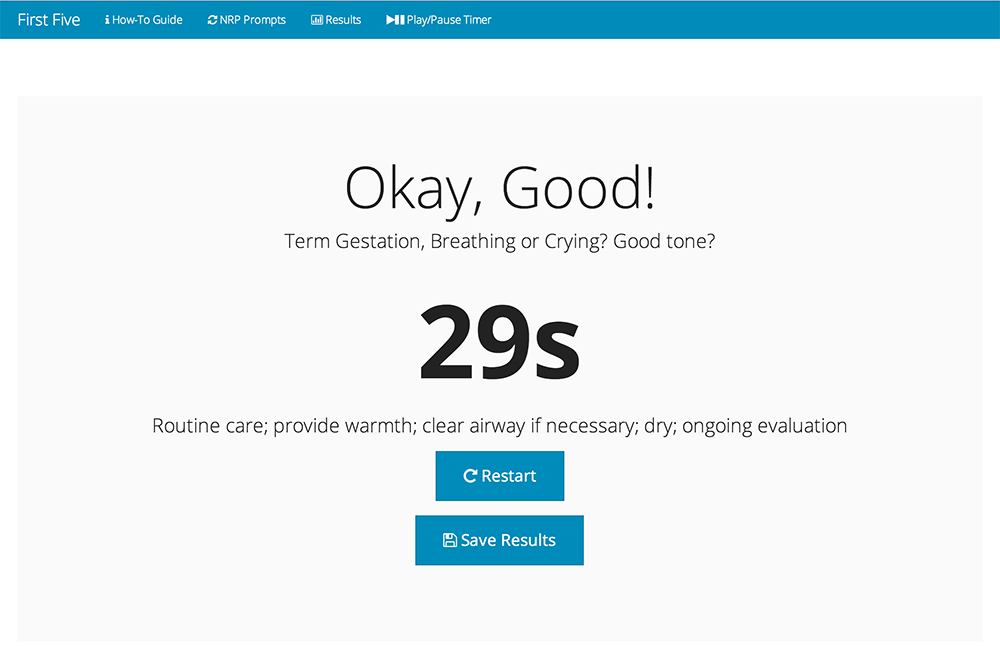 First Five How-To Guide NRP Prompts Results Play/Pause Timer
Okay, Good!
Term Gestation, Breathing or Crying? Good tone?
29s
Routine care; provide warmth; clear airway if necessary; dry; ongoing evaluation
Restart
Save Results